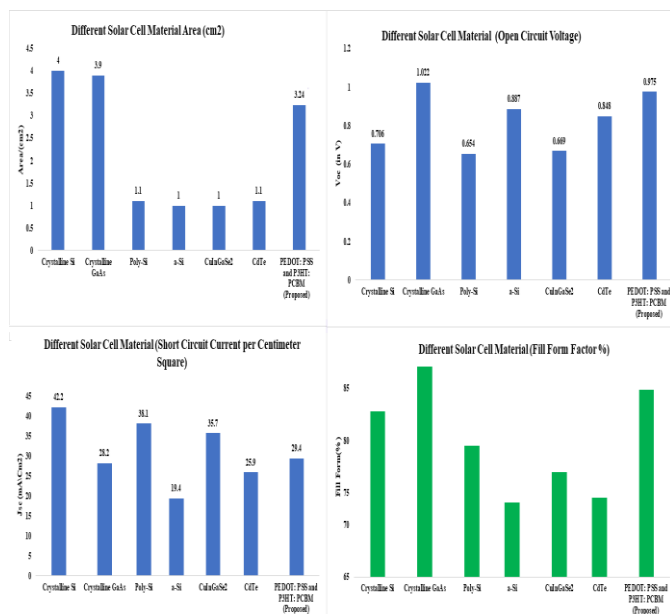 Different Solar Cell Material Area (cm2)
4.5
4
3.5
3
2.5
2
1.5
1
0.5
0
Area/(cm2)
4
3.9
1.1
1
1
1.1
3.24
Crystalline Si
Crystalline
GaAs
Poly-Si
a-Si
CuInGaSe2
CdTe
PEDOT: PSS
and P3HT:
PCBM
(Proposed)
Different Solar Cell Material (Open Circuit Voltage)
1.2
1
0.8
0.6
0.4
0.2
0
Voc (in V)
0.706
1.022
0.654
0.887
0.669
0.848
0.975
Crystalline Si
Crystalline GaAs
Poly-Si
a-Si
CuInGaSe2
CdTe
PEDOT: PSS
and P3HT: PCBM
(Proposed)
Different Solar Cell Material (Short Circuit Current per Centimeter
Square)
45
40
35
30
25
20
15
10
5
0
Jsc (mA\Cm2)
42.2
28.2
38.1
19.4
35.7
25.9
29.4
Crystalline Si
Crystalline GaAs
Poly-Si
a-Si
CuInGaSe2
CdTe
PEDOT: PSS and
P3HT: PCBM
(Proposed)
Different Solar Cell Material (Fill Form Factor %)
85
80
75
70
65
Fill Form(%)
Crystalline Si
Crystalline GaAs
Poly-Si
a-Si
CuInGaSe2
CdTe
PEDOT: PSS and
P3HT: PCBM
(Proposed)